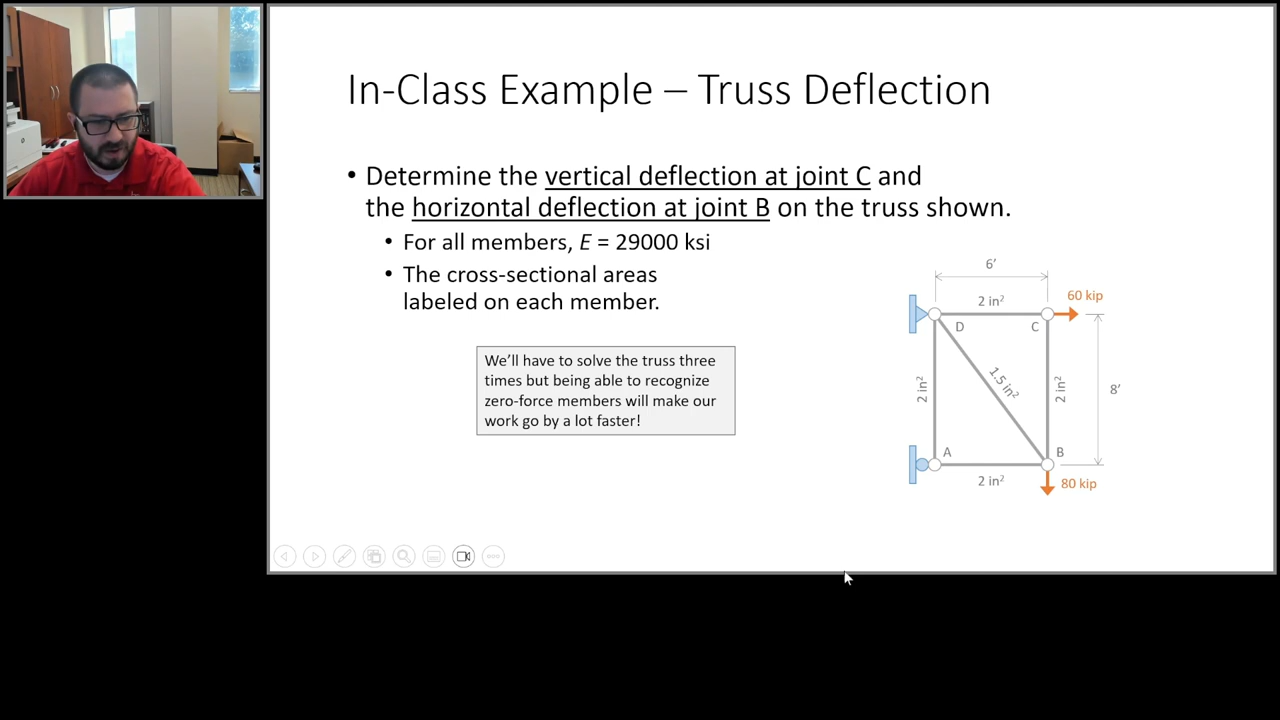 In-Class Example – Truss Deflection
• Determine the vertical deflection at joint C and
the horizontal deflection at joint B on the truss shown.
• For all members, E = 29000 ksi
• The cross-sectional areas
labeled on each member.
We’ll have to solve the truss three
times but being able to recognize
zero-force members will make our
work go by a lot faster!
6’
2 in²
60 kip
D
C
2 in²
1.5 in²
2 in²
8’
A
B
2 in²
80 kip